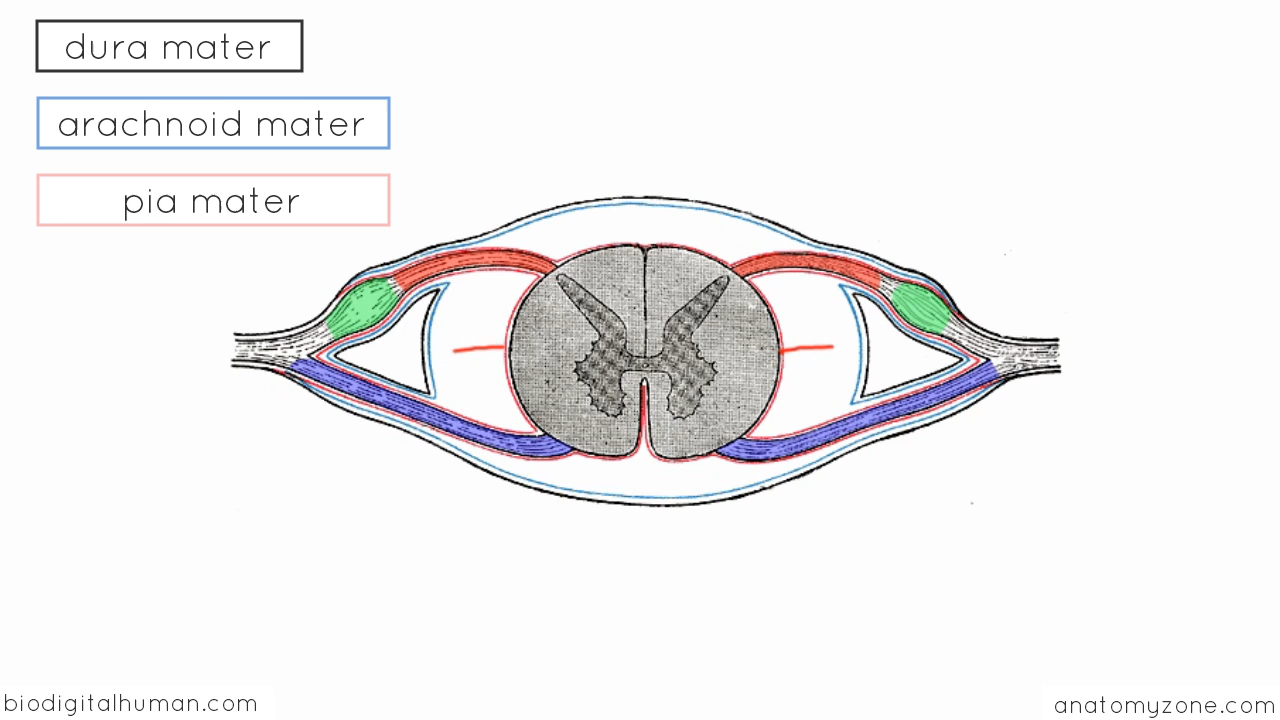 dura mater
arachnoid mater
pia mater
biodigitalhuman.com
anatomyzone.com